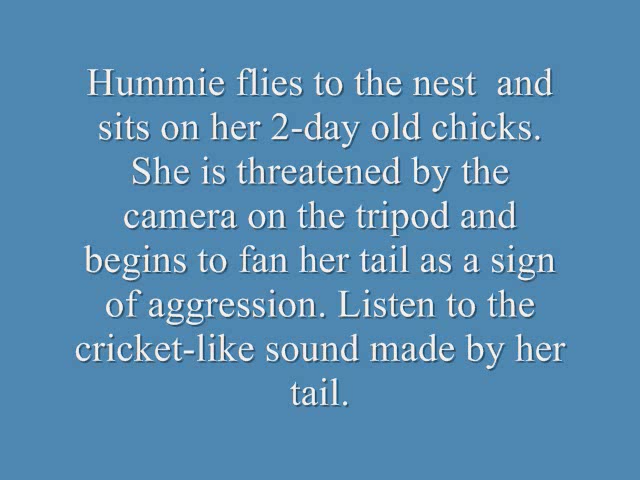 Hummie flies to the nest  and
sits on her 2-day old chicks.
She is threatened by the
camera on the tripod and
begins to fan her tail as a sign
of aggression. Listen to the
cricket-like sound made by her
tail.